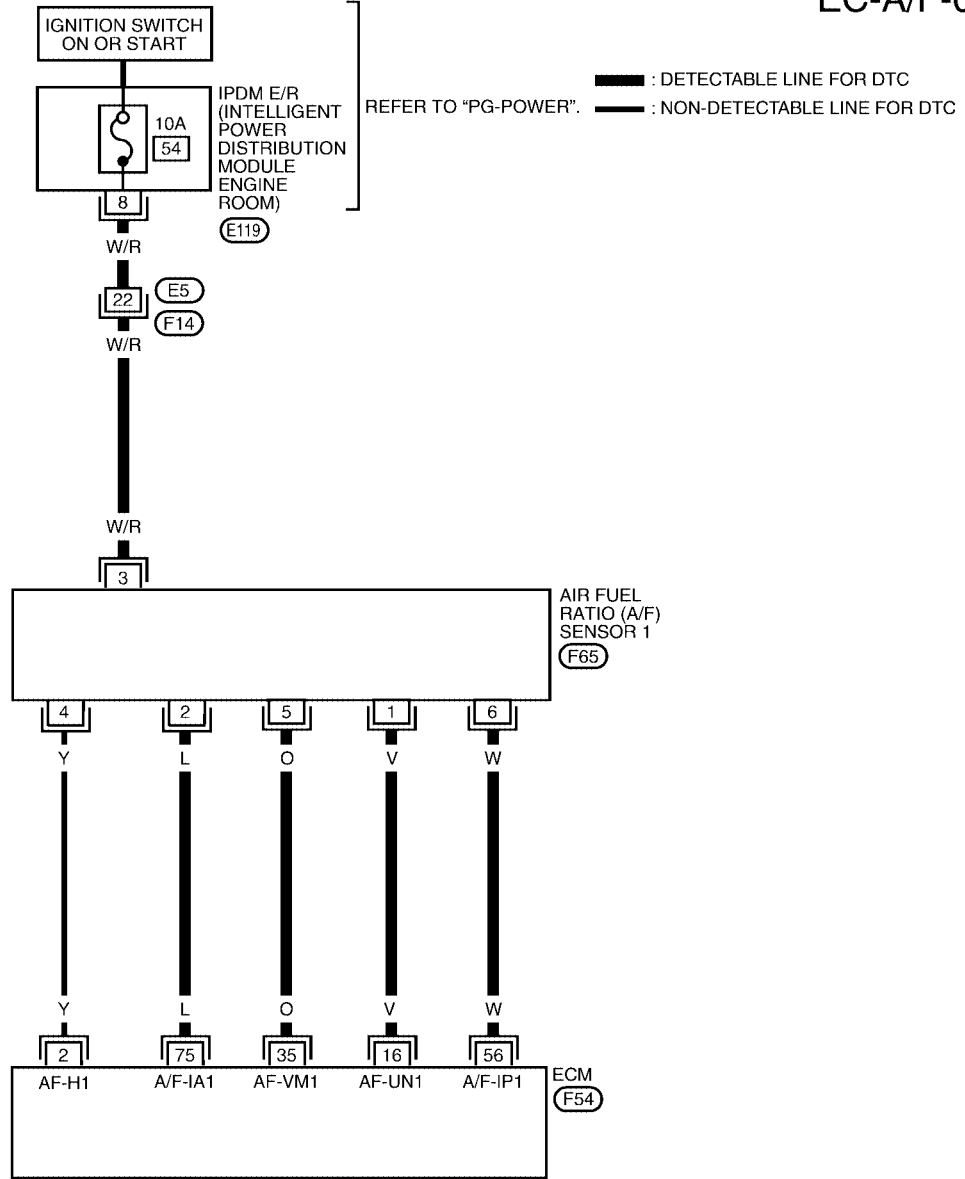 EC-A/F-0
IGNITION SWITCH
ON OR START
: DETECTABLE LINE FOR DTC
: NON-DETECTABLE LINE FOR DTC
REFER TO “PG-POWER”.
IPDM E/R
(INTELLIGENT
POWER
DISTRIBUTION
MODULE
ENGINE
ROOM)
10A
54
8
E119
W/R
22
E5
F14
W/R
W/R
3
AIR FUEL
RATIO (A/F)
SENSOR 1
F65
4 2 5 1 6
Y L O V W
Y L O V W
2 75 35 16 56
AF-H1 A/F-IA1 AF-VM1 AF-UN1 A/F-IP1
ECM
F54